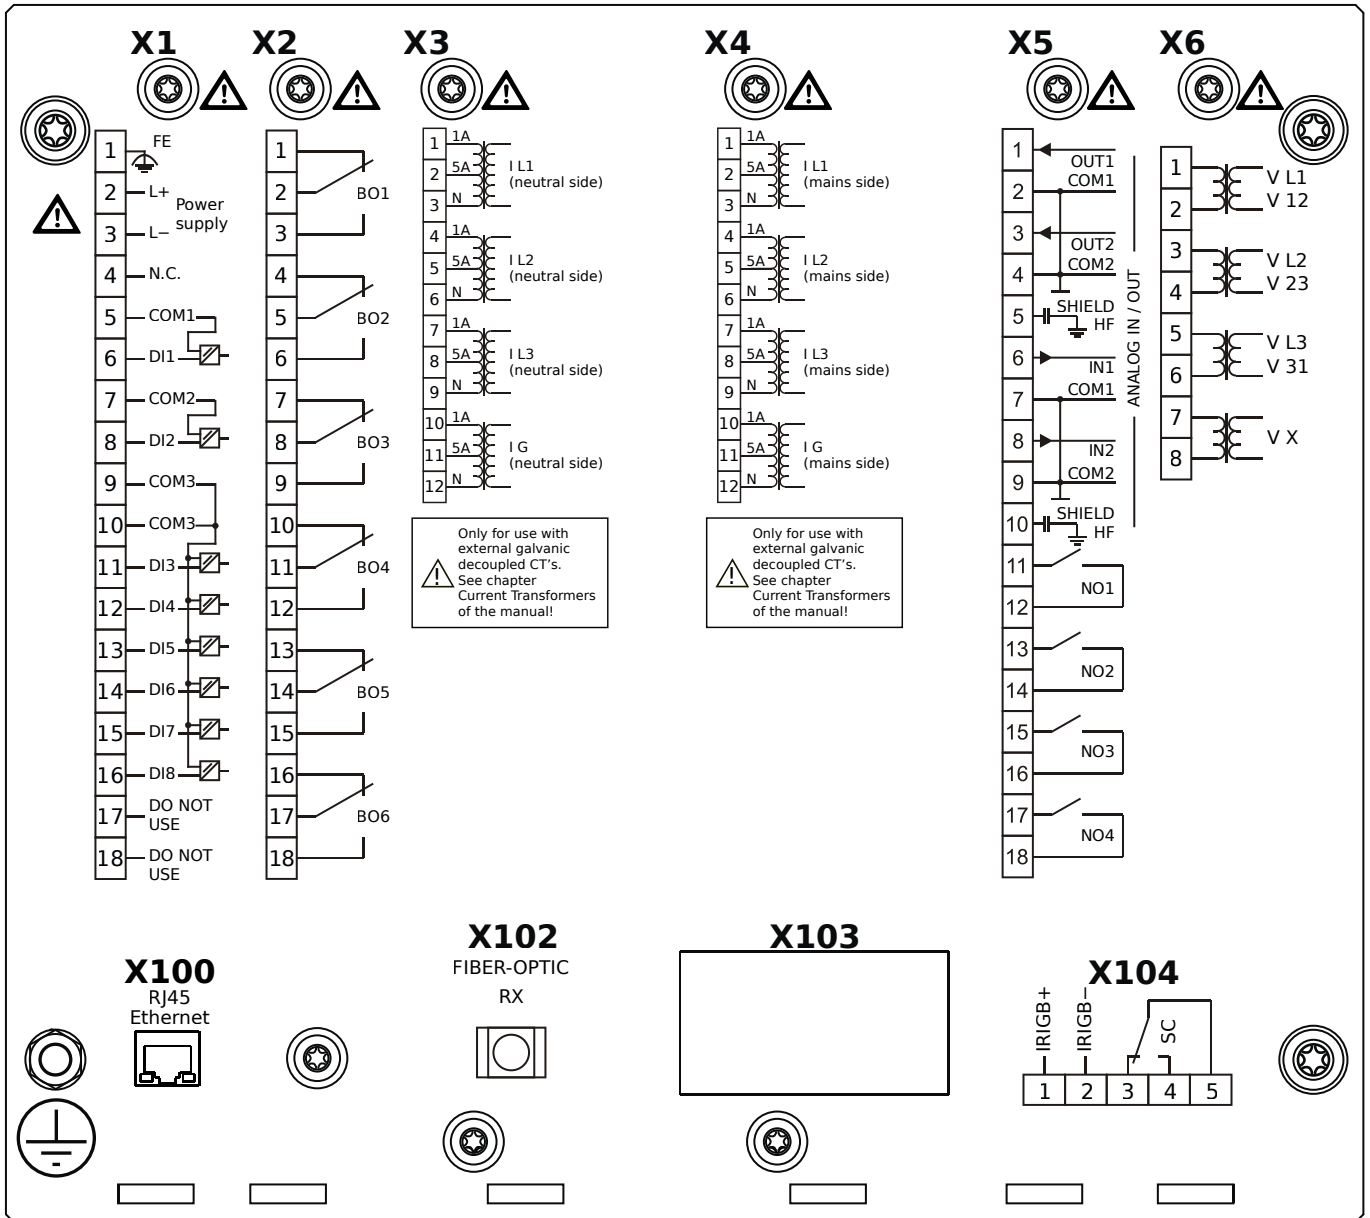 X1
X2
X3
X4
X5
X6
1
FE
2
L+
Power
supply
3
L−
4
N.C.
5
COM1
6
DI1
7
COM2
8
DI2
9
COM3
10
COM3
11
DI3
12
DI4
13
DI5
14
DI6
15
DI7
16
DI8
17
DO NOT
USE
18
DO NOT
USE
1
2
BO1
3
4
5
BO2
6
7
8
BO3
9
10
11
BO4
12
13
14
BO5
15
16
17
BO6
18
1
1A
2
5A
3
N
I L1
(neutral side)
4
1A
5
5A
6
N
I L2
(neutral side)
7
1A
8
5A
9
N
I L3
(neutral side)
10
1A
11
5A
12
N
I G
(neutral side)
Only for use with
external galvanic
decoupled CT’s.
See chapter
Current Transformers
of the manual!
1
1A
2
5A
3
N
I L1
(mains side)
4
1A
5
5A
6
N
I L2
(mains side)
7
1A
8
5A
9
N
I L3
(mains side)
10
1A
11
5A
12
N
I G
(mains side)
Only for use with
external galvanic
decoupled CT’s.
See chapter
Current Transformers
of the manual!
1
OUT1
2
COM1
3
OUT2
4
COM2
5
SHIELD
HF
6
IN1
7
COM1
8
IN2
9
COM2
10
SHIELD
HF
ANALOG IN / OUT
11
NO1
12
13
NO2
14
15
NO3
16
17
NO4
18
1
V L1
2
V 12
3
V L2
4
V 23
5
V L3
6
V 31
7
V X
8
X100
RJ45
Ethernet
X102
FIBER-OPTIC
RX
X103
X104
IRIGB+
IRIGB−
SC
1
2
3
4
5